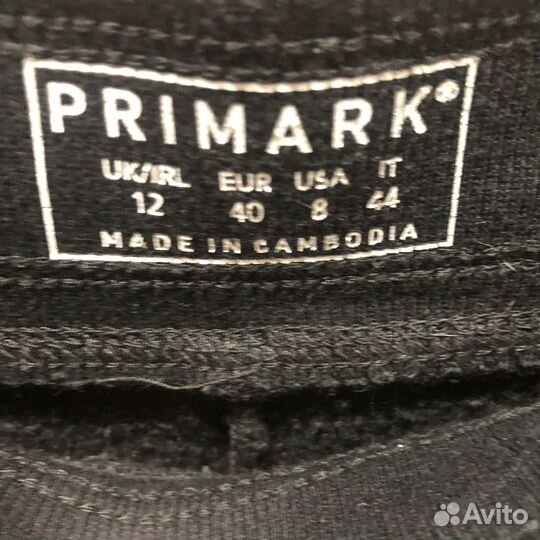 PRIMARK®
UK/IRL EUR USA IT
12 40 8 44
MADE IN CAMBODIA
Avito